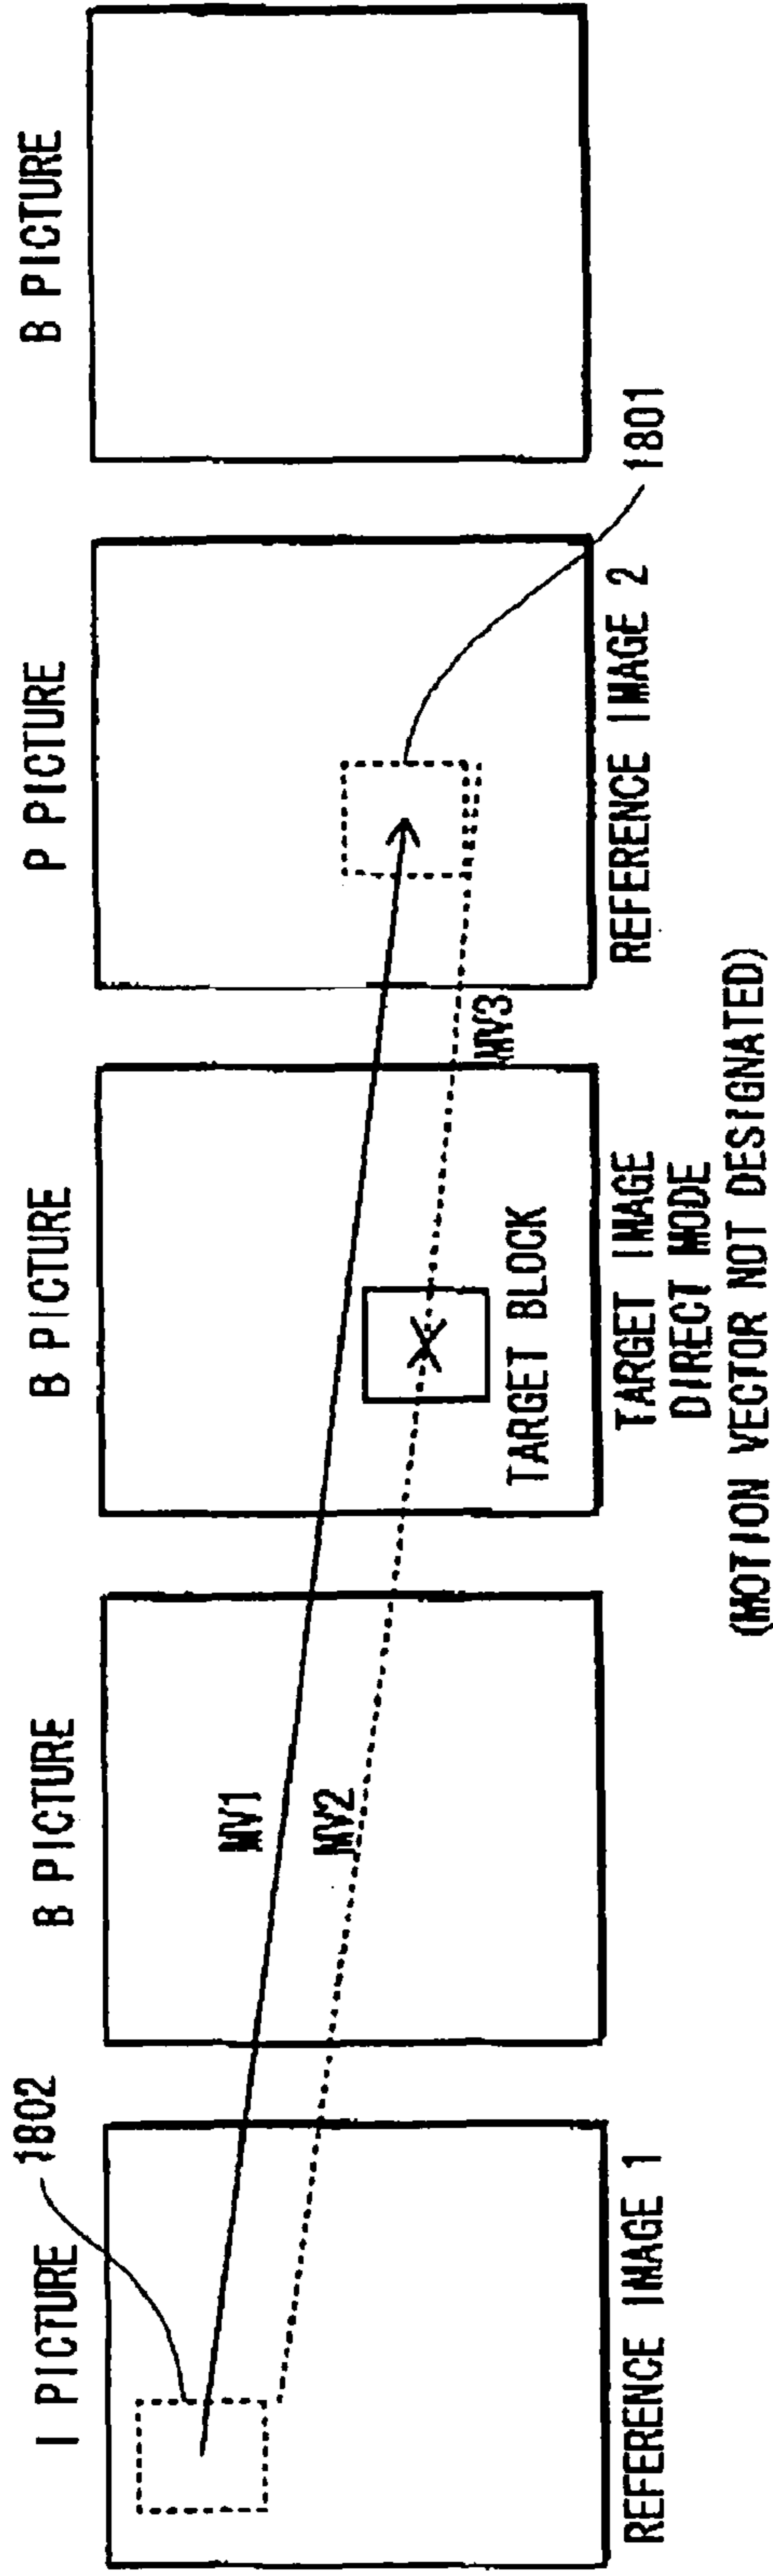 I PICTURE
1802
B PICTURE
B PICTURE
P PICTURE
B PICTURE
MV1
MV2
MV3
TARGET BLOCK
1801
REFERENCE IMAGE 1
TARGET IMAGE
DIRECT MODE
(MOTION VECTOR NOT DESIGNATED)
REFERENCE IMAGE 2